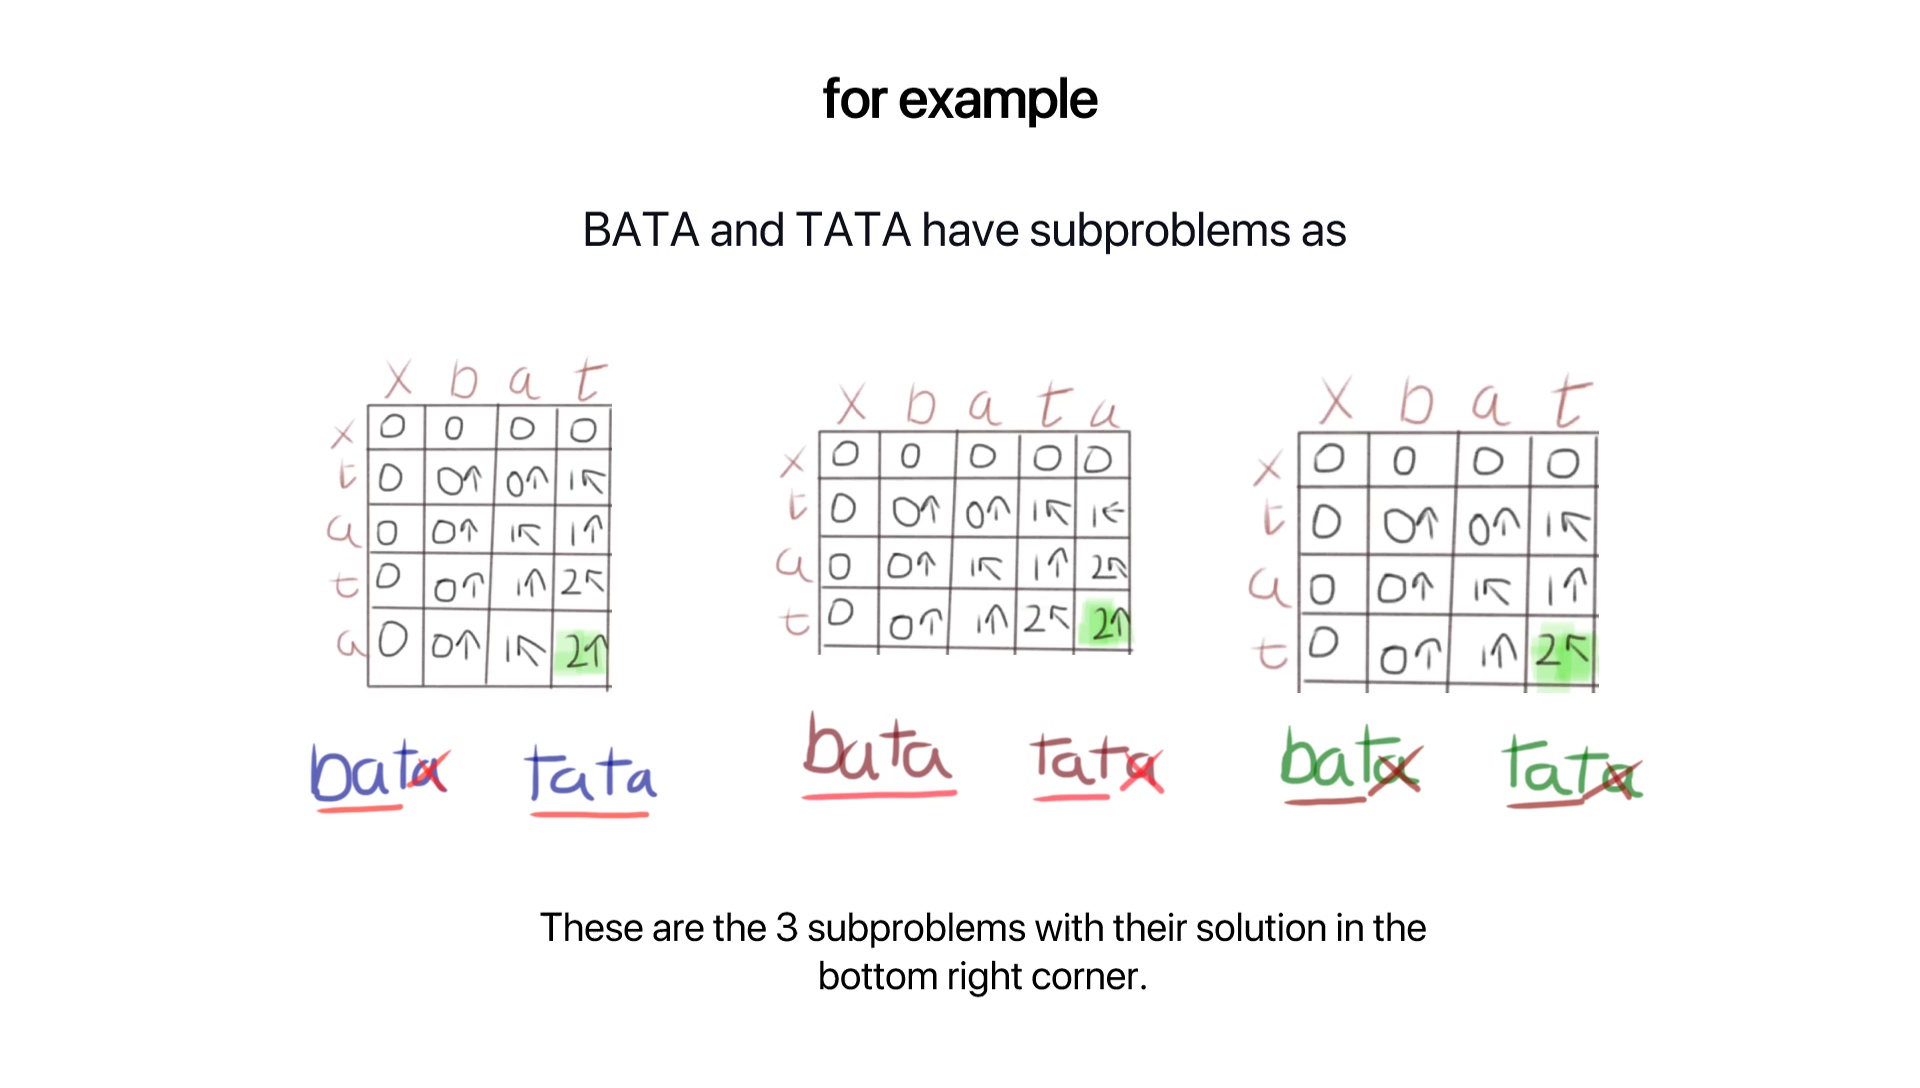 for example
BATA and TATA have subproblems as
x b a t
x 0 0 0 0
t 0 0↑ 0↑ 1↖
a 0 0↑ 1↖ 1↑
t 0 0↑ 1↑ 2↖
a 0 0↑ 1↖ 2↑
bata tata
x b a t a
x 0 0 0 0 0
t 0 0↑ 0↑ 1↖ 1←
a 0 0↑ 1↖ 1↑ 2↖
t 0 0↑ 1↑ 2↖ 2↑
bata tata
x b a t
x 0 0 0 0
t 0 0↑ 0↑ 1↖
a 0 0↑ 1↖ 1↑
t 0 0↑ 1↑ 2↖
bata tata
These are the 3 subproblems with their solution in the
bottom right corner.